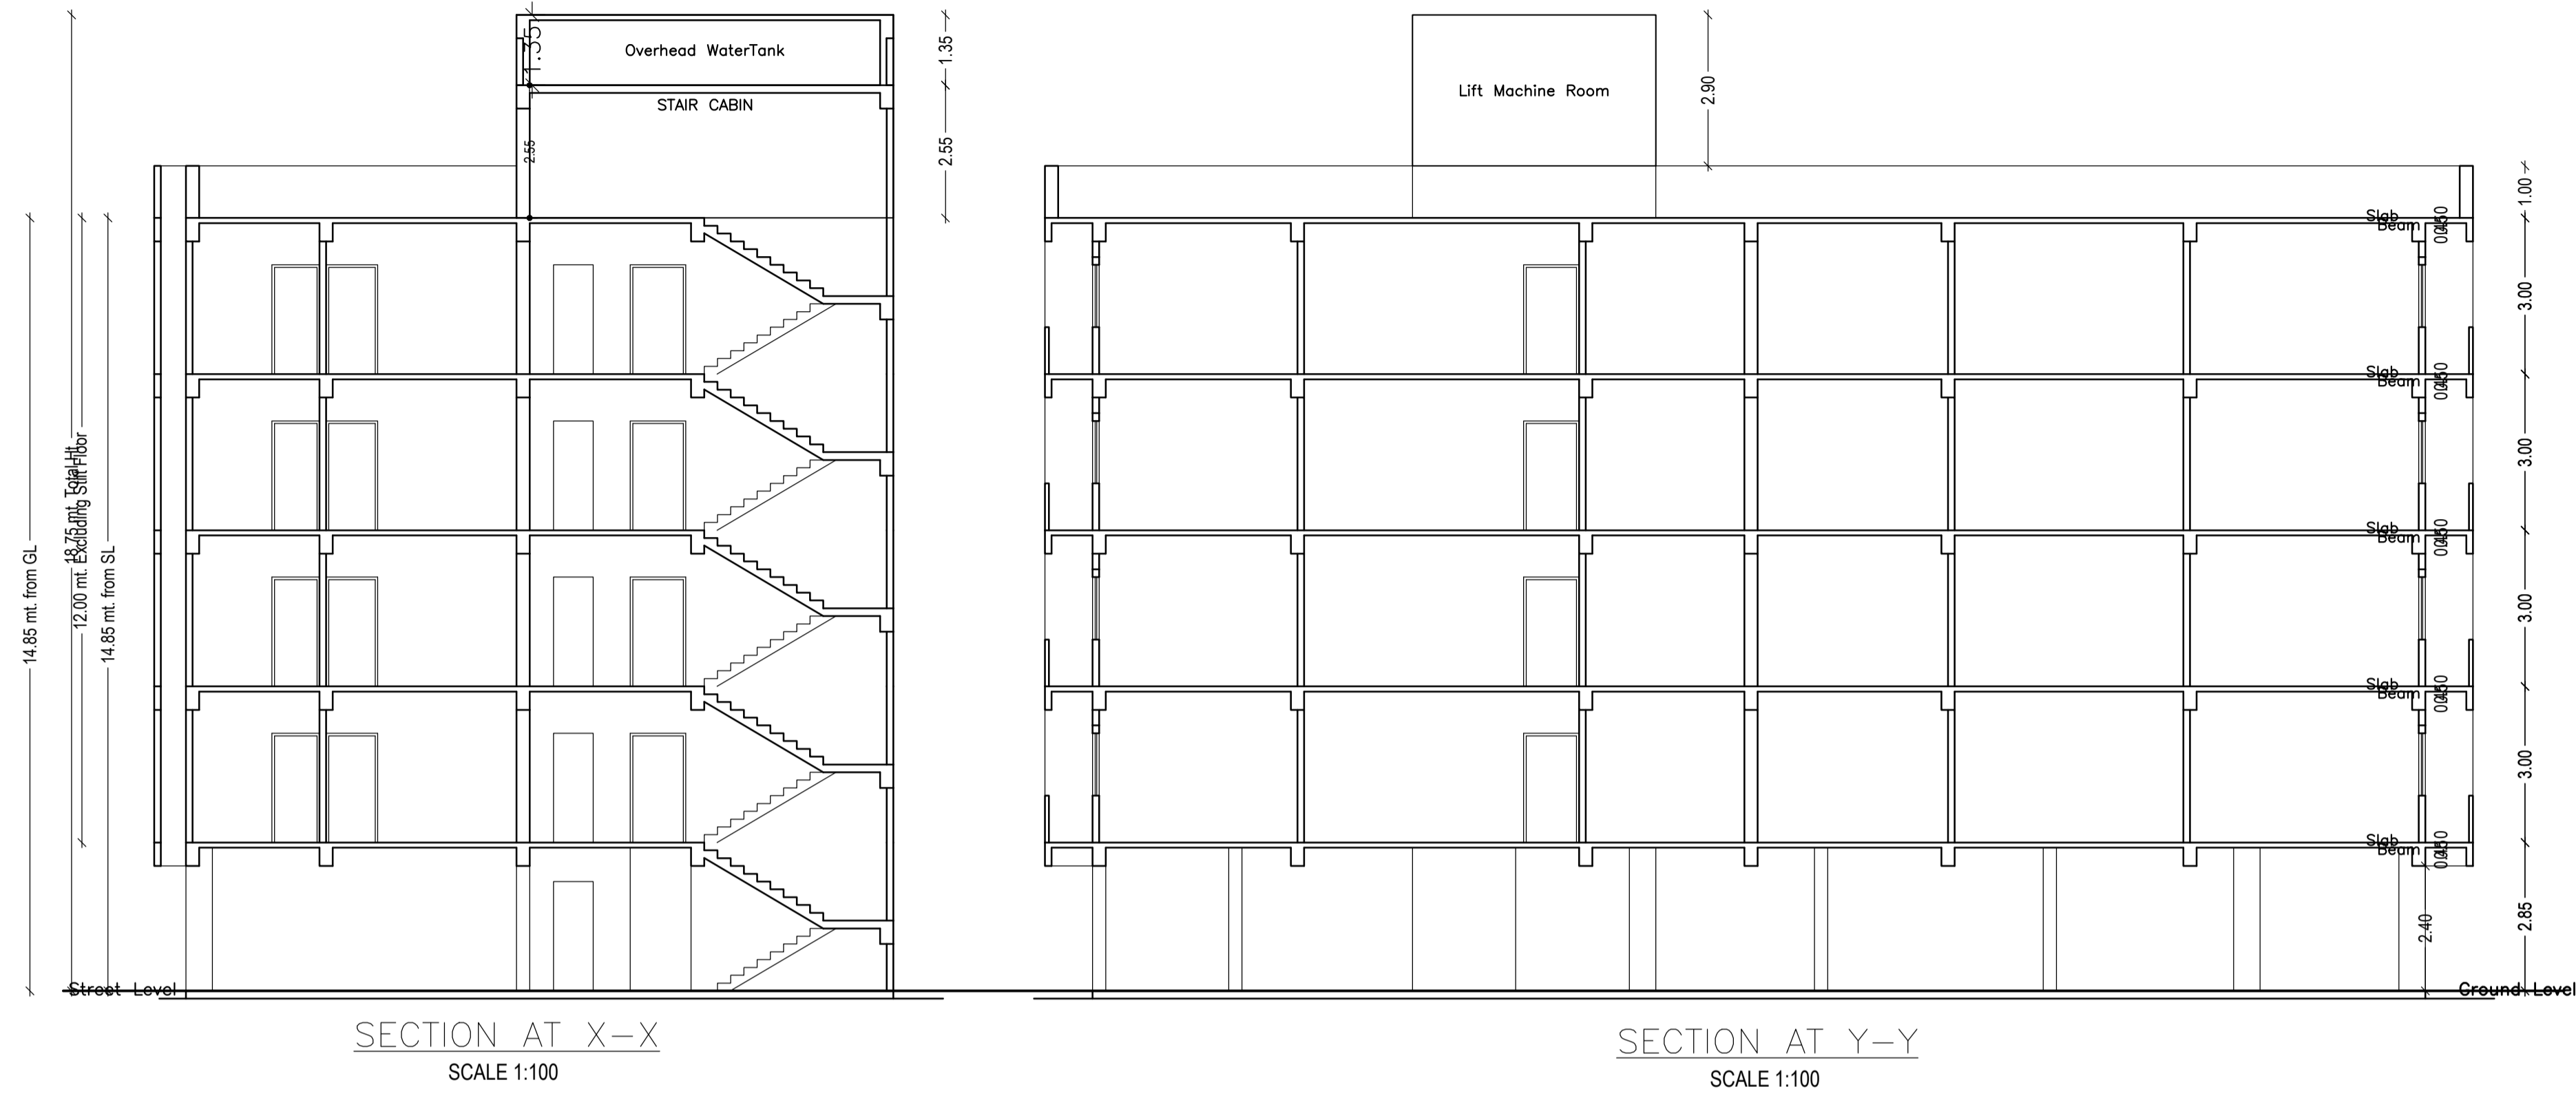 1.35
Overhead WaterTank
STAIR CABIN
2.55
1.35
2.55
14.85 mt. from GL
18.75 mt. Total Ht.
12.00 mt. Excluding Stilt Floor
14.85 mt. from SL
Street Level
SECTION AT X-X
SCALE 1:100
Lift Machine Room
2.90
1.00
Slab
Beam
3.00
Slab
Beam
3.00
Slab
Beam
3.00
Slab
Beam
3.00
Slab
Beam
2.40
2.85
Ground Level
SECTION AT Y-Y
SCALE 1:100